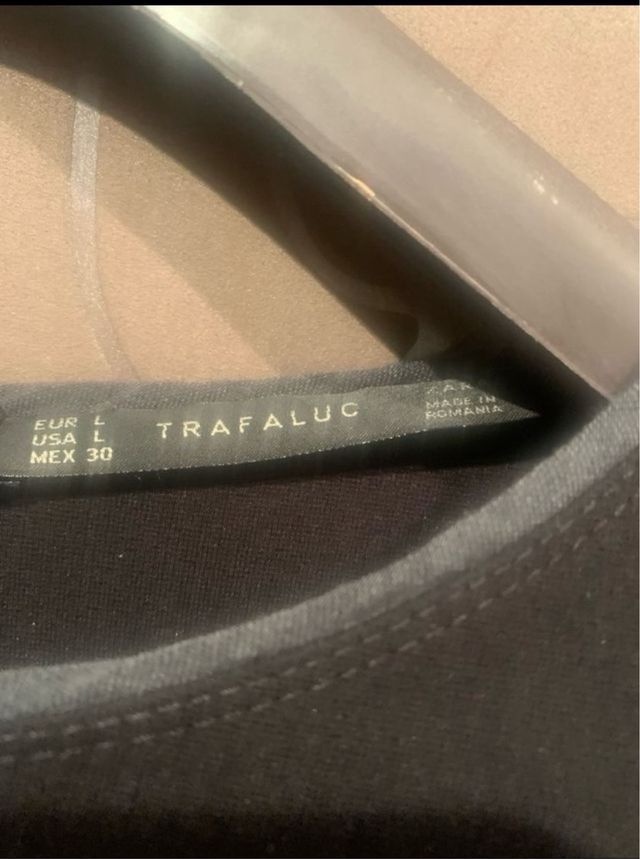 EUR L
USA L
MEX 30
TRAFALUC
MADE IN
ROMANIA